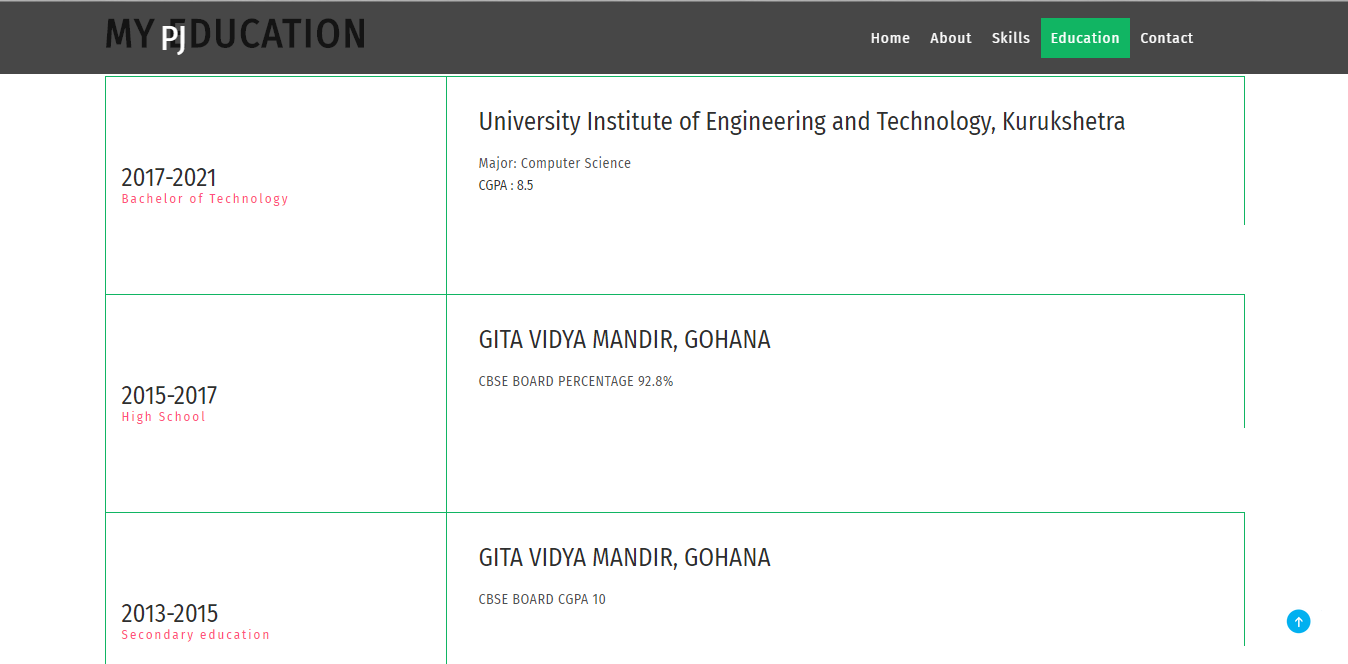 MY EDUCATION
PJ
Home About Skills Education Contact
2017-2021
Bachelor of Technology
University Institute of Engineering and Technology, Kurukshetra
Major: Computer Science
CGPA : 8.5
2015-2017
High School
GITA VIDYA MANDIR, GOHANA
CBSE BOARD PERCENTAGE 92.8%
2013-2015
Secondary education
GITA VIDYA MANDIR, GOHANA
CBSE BOARD CGPA 10